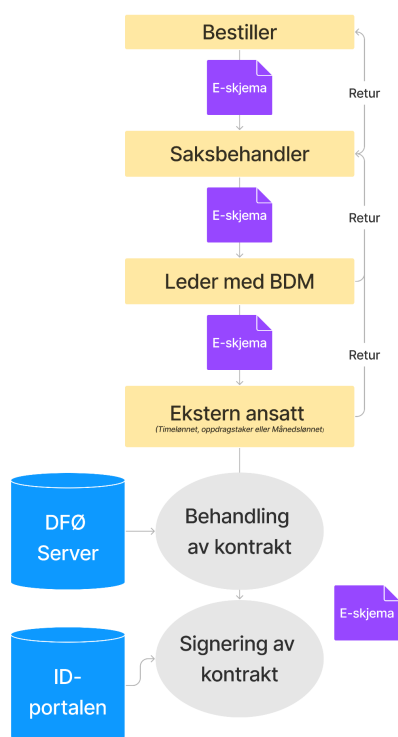 Bestiller
E-skjema
Retur
Saksbehandler
E-skjema
Retur
Leder med BDM
E-skjema
Retur
Ekstern ansatt
(Timelønnet, oppdragstaker eller Månedslønnet)
DFØ
Server
Behandling
av kontrakt
E-skjema
Signering av
kontrakt
ID-
portalen